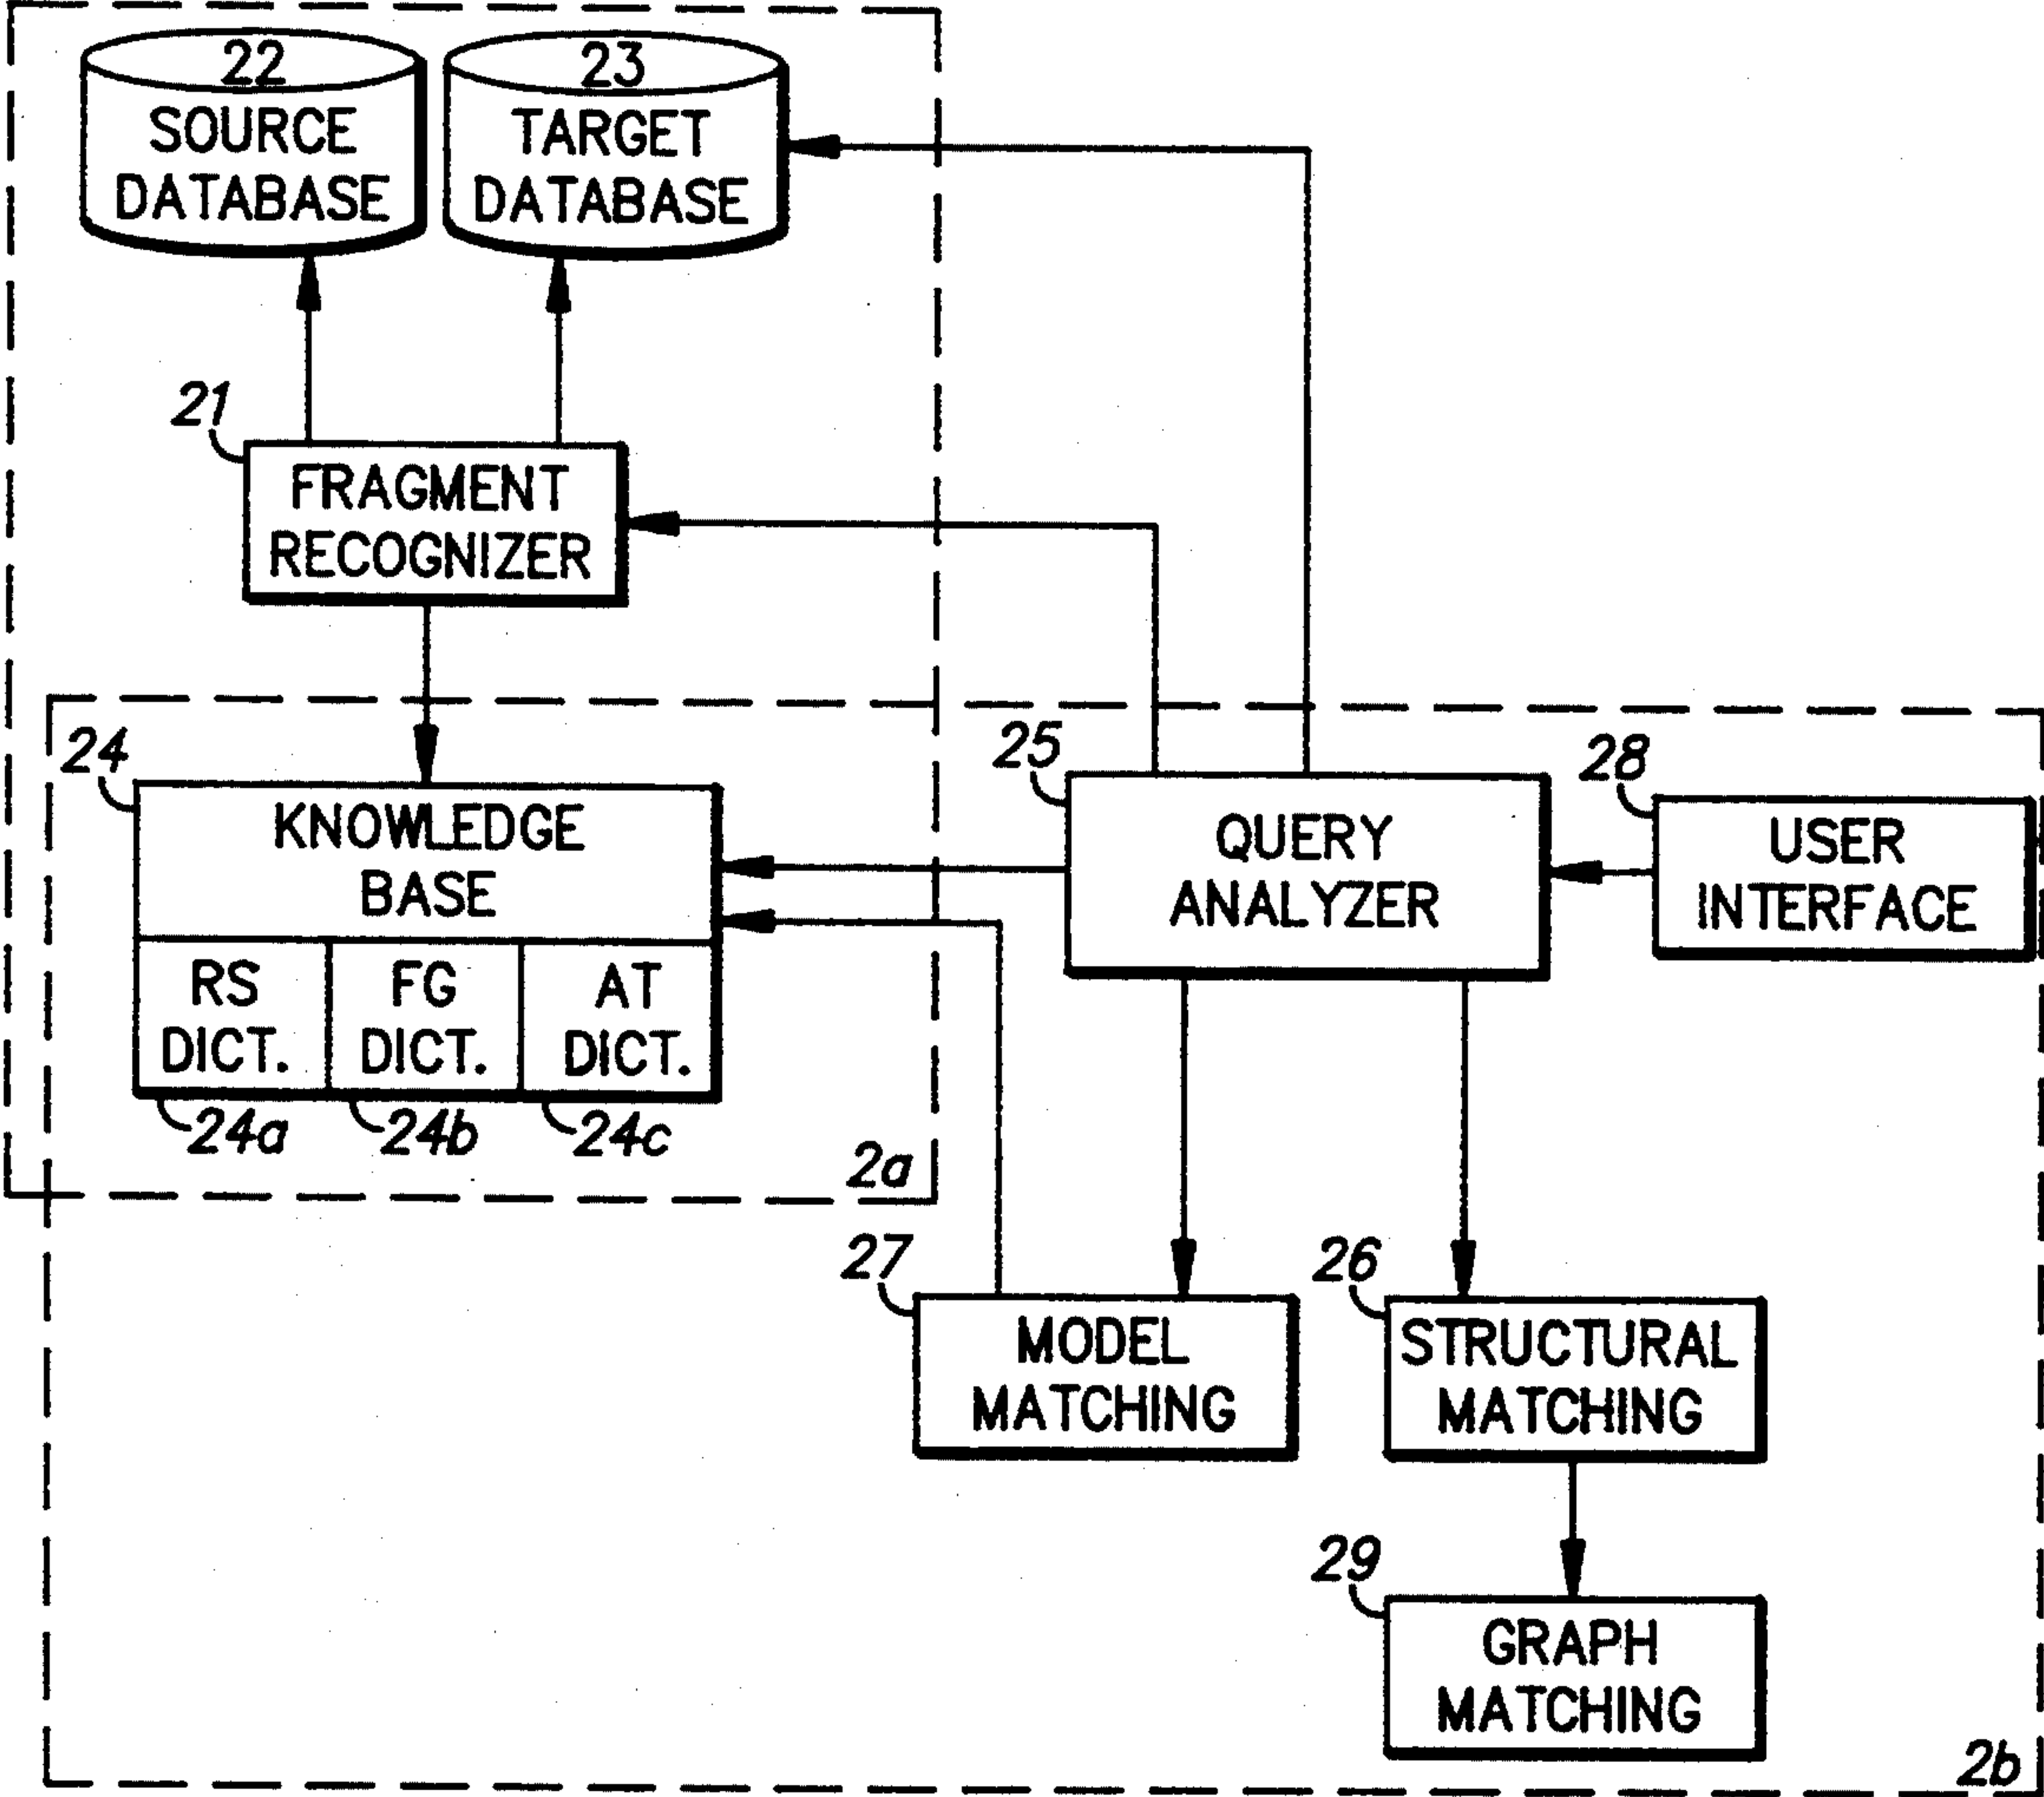 22
SOURCE
DATABASE
23
TARGET
DATABASE
21
FRAGMENT
RECOGNIZER
24
KNOWLEDGE
BASE
RS
DICT.
FG
DICT.
AT
DICT.
24a
24b
24c
2a
25
QUERY
ANALYZER
28
USER
INTERFACE
27
MODEL
MATCHING
26
STRUCTURAL
MATCHING
29
GRAPH
MATCHING
2b